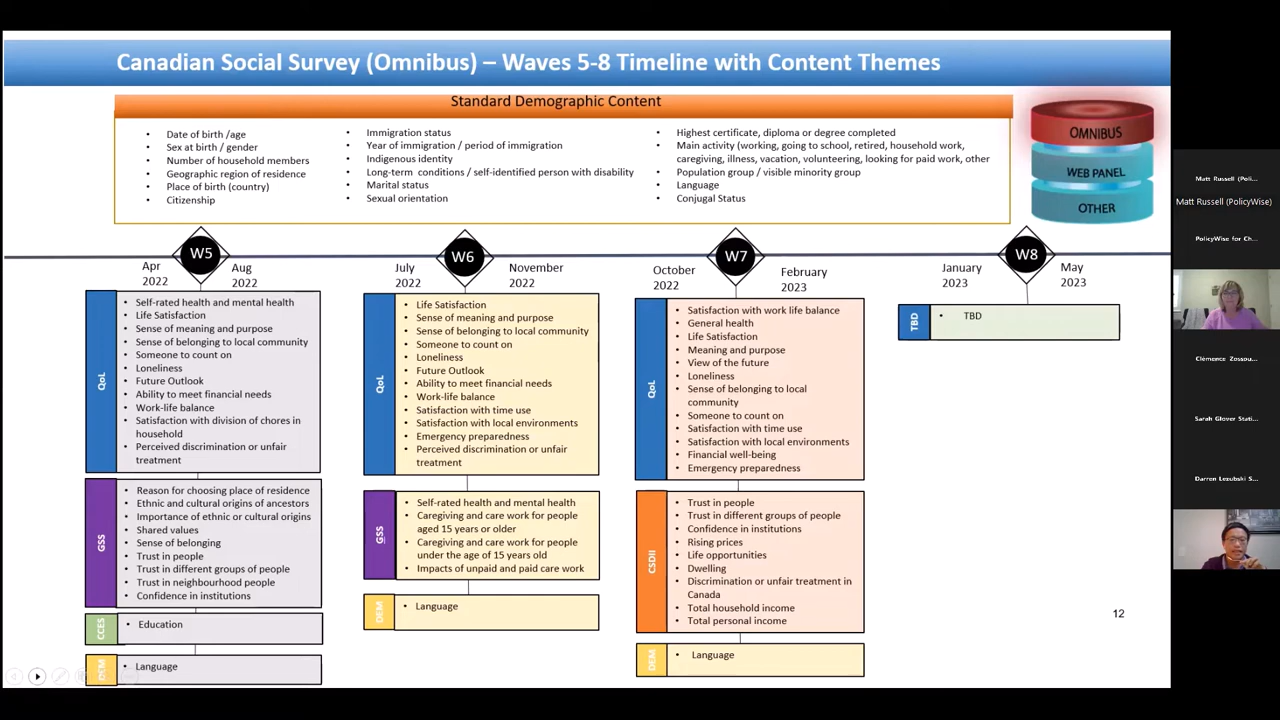 Canadian Social Survey (Omnibus) – Waves 5-8 Timeline with Content Themes
Standard Demographic Content
• Date of birth /age
• Sex at birth / gender
• Number of household members
• Geographic region of residence
• Place of birth (country)
• Citizenship
• Immigration status
• Year of immigration / period of immigration
• Indigenous identity
• Long-term conditions / self-identified person with disability
• Marital status
• Sexual orientation
• Highest certificate, diploma or degree completed
• Main activity (working, going to school, retired, household work,
caregiving, illness, vacation, volunteering, looking for paid work, other
• Population group / visible minority group
• Language
• Conjugal Status
OMNIBUS
WEB PANEL
OTHER
W5
Apr
2022
Aug
2022
QoL
• Self-rated health and mental health
• Life Satisfaction
• Sense of meaning and purpose
• Sense of belonging to local community
• Someone to count on
• Loneliness
• Future Outlook
• Ability to meet financial needs
• Work-life balance
• Satisfaction with division of chores in
household
• Perceived discrimination or unfair
treatment
GSS
• Reason for choosing place of residence
• Ethnic and cultural origins of ancestors
• Importance of ethnic or cultural origins
• Shared values
• Sense of belonging
• Trust in people
• Trust in different groups of people
• Trust in neighbourhood people
• Confidence in institutions
CCES
• Education
DEM
• Language
W6
July
2022
November
2022
QoL
• Life Satisfaction
• Sense of meaning and purpose
• Sense of belonging to local community
• Someone to count on
• Loneliness
• Future Outlook
• Ability to meet financial needs
• Work-life balance
• Satisfaction with time use
• Satisfaction with local environments
• Emergency preparedness
• Perceived discrimination or unfair
treatment
GSS
• Self-rated health and mental health
• Caregiving and care work for people
aged 15 years or older
• Caregiving and care work for people
under the age of 15 years old
• Impacts of unpaid and paid care work
DEM
• Language
W7
October
2022
February
2023
QoL
• Satisfaction with work life balance
• General health
• Life Satisfaction
• Meaning and purpose
• View of the future
• Loneliness
• Sense of belonging to local
community
• Someone to count on
• Satisfaction with time use
• Satisfaction with local environments
• Financial well-being
• Emergency preparedness
CSDII
• Trust in people
• Trust in different groups of people
• Confidence in institutions
• Rising prices
• Life opportunities
• Dwelling
• Discrimination or unfair treatment in
Canada
• Total household income
• Total personal income
DEM
• Language
W8
January
2023
May
2023
TBD
• TBD
12
Matt Russell (Poli...
Matt Russell (PolicyWise)
PolicyWise for Ch...
Clémence Zossou...
Sarah Glover Stati...
Darren Lezubski S...